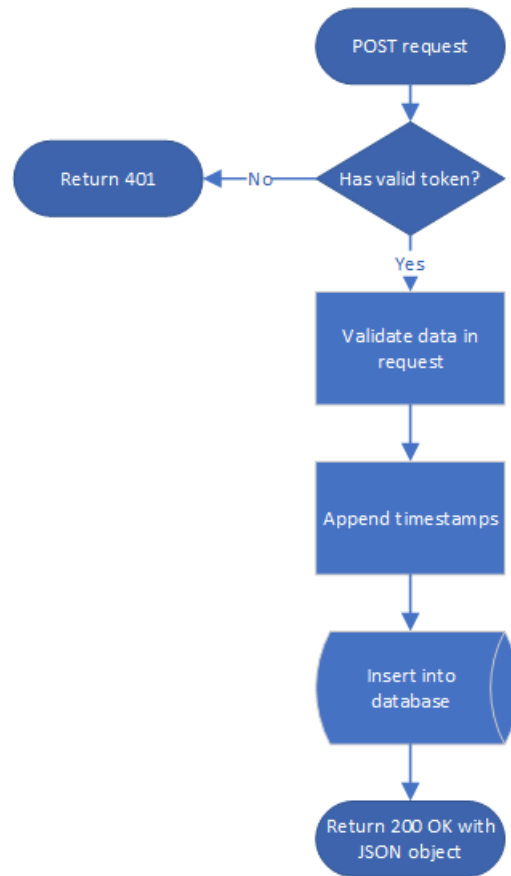 POST request
Has valid token?
No
Return 401
Yes
Validate data in
request
Append timestamps
Insert into
database
Return 200 OK with
JSON object